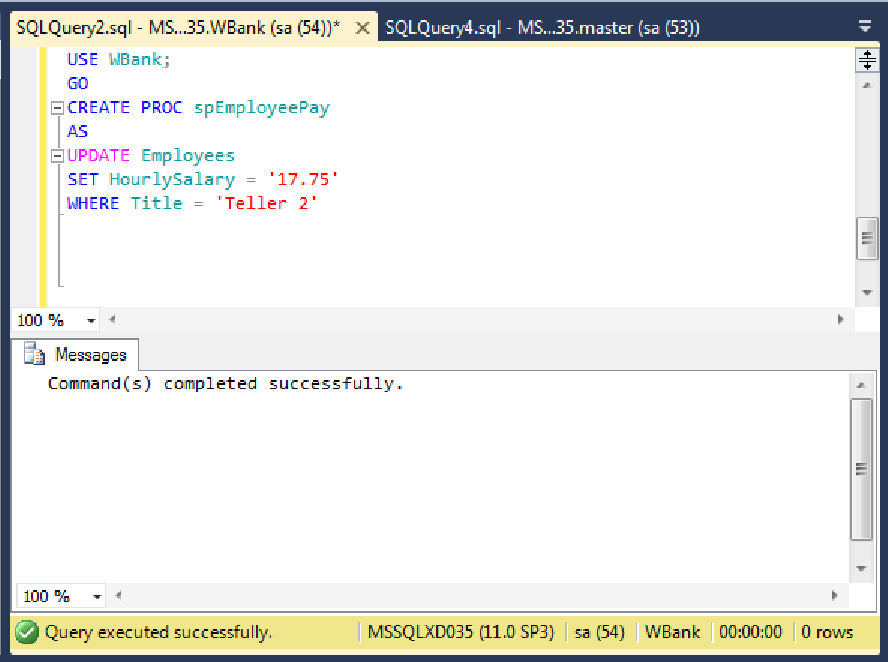 SQLQuery2.sql - MS...35.WBank (sa (54))* SQLQuery4.sql - MS...35.master (sa (53))
USE WBank;
GO
CREATE PROC spEmployeePay
AS
UPDATE Employees
SET HourlySalary = '17.75'
WHERE Title = 'Teller 2'
100 %
Messages
Command(s) completed successfully.
100 %
Query executed successfully. MSSQLXD035 (11.0 SP3) sa (54) WBank 00:00:00 0 rows